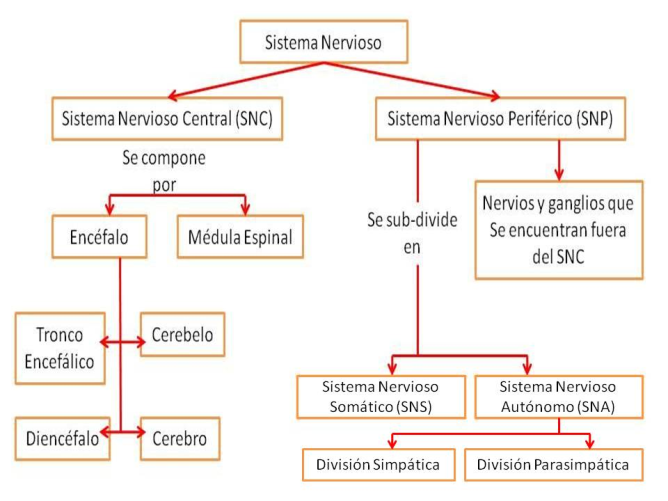 Sistema Nervioso
Sistema Nervioso Central (SNC)
Sistema Nervioso Periférico (SNP)
Se compone
por
Encéfalo
Médula Espinal
Se sub-divide
en
Nervios y ganglios que
Se encuentran fuera
del SNC
Tronco
Encefálico
Cerebelo
Diencéfalo
Cerebro
Sistema Nervioso
Somático (SNS)
Sistema Nervioso
Autónomo (SNA)
División Simpática
División Parasimpática